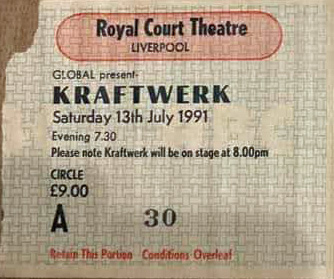 Royal Court Theatre
LIVERPOOL
GLOBAL present-
KRAFTWERK
Saturday 13th July 1991
Evening 7.30
Please note Kraftwerk will be on stage at 8.00pm
CIRCLE
£9.00
A 30
Retain This Portion Conditions Overleaf